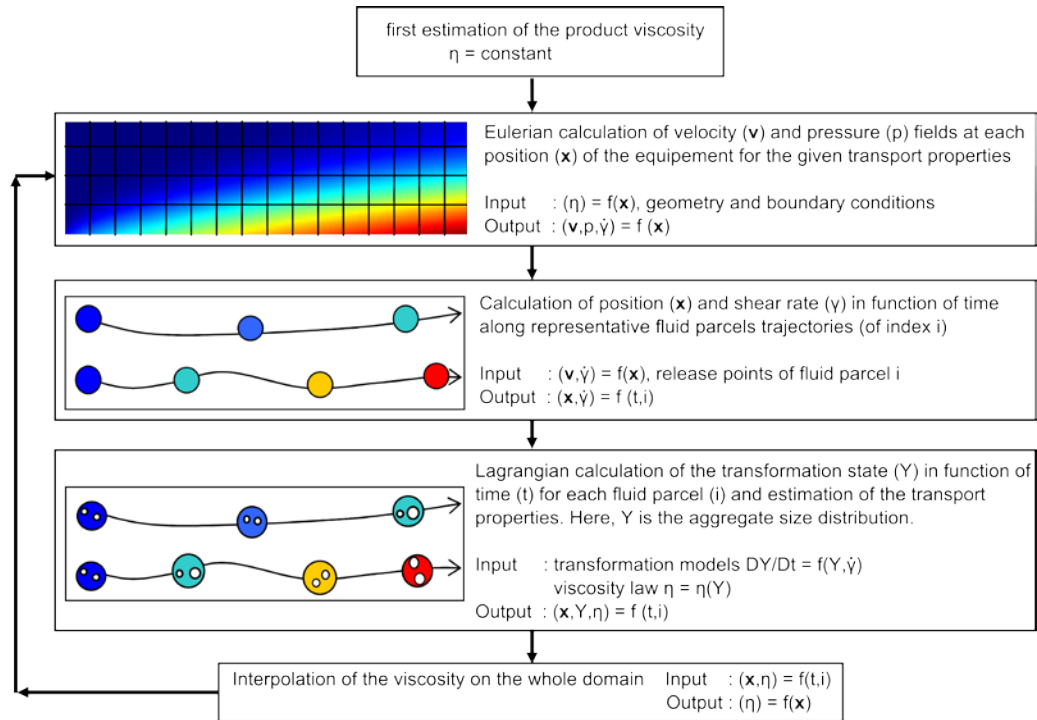 first estimation of the product viscosity
η = constant
Eulerian calculation of velocity (v) and pressure (p) fields at each
position (x) of the equipement for the given transport properties
Input : (η) = f(x), geometry and boundary conditions
Output : (v,p,γ̇) = f (x)
Calculation of position (x) and shear rate (γ) in function of time
along representative fluid parcels trajectories (of index i)
Input : (v,γ̇) = f(x), release points of fluid parcel i
Output : (x,γ̇) = f (t,i)
Lagrangian calculation of the transformation state (Y) in function of
time (t) for each fluid parcel (i) and estimation of the transport
properties. Here, Y is the aggregate size distribution.
Input : transformation models DY/Dt = f(Y,γ̇)
viscosity law η = η(Y)
Output : (x,Y,η) = f (t,i)
Interpolation of the viscosity on the whole domain Input : (x,η) = f(t,i)
Output : (η) = f(x)